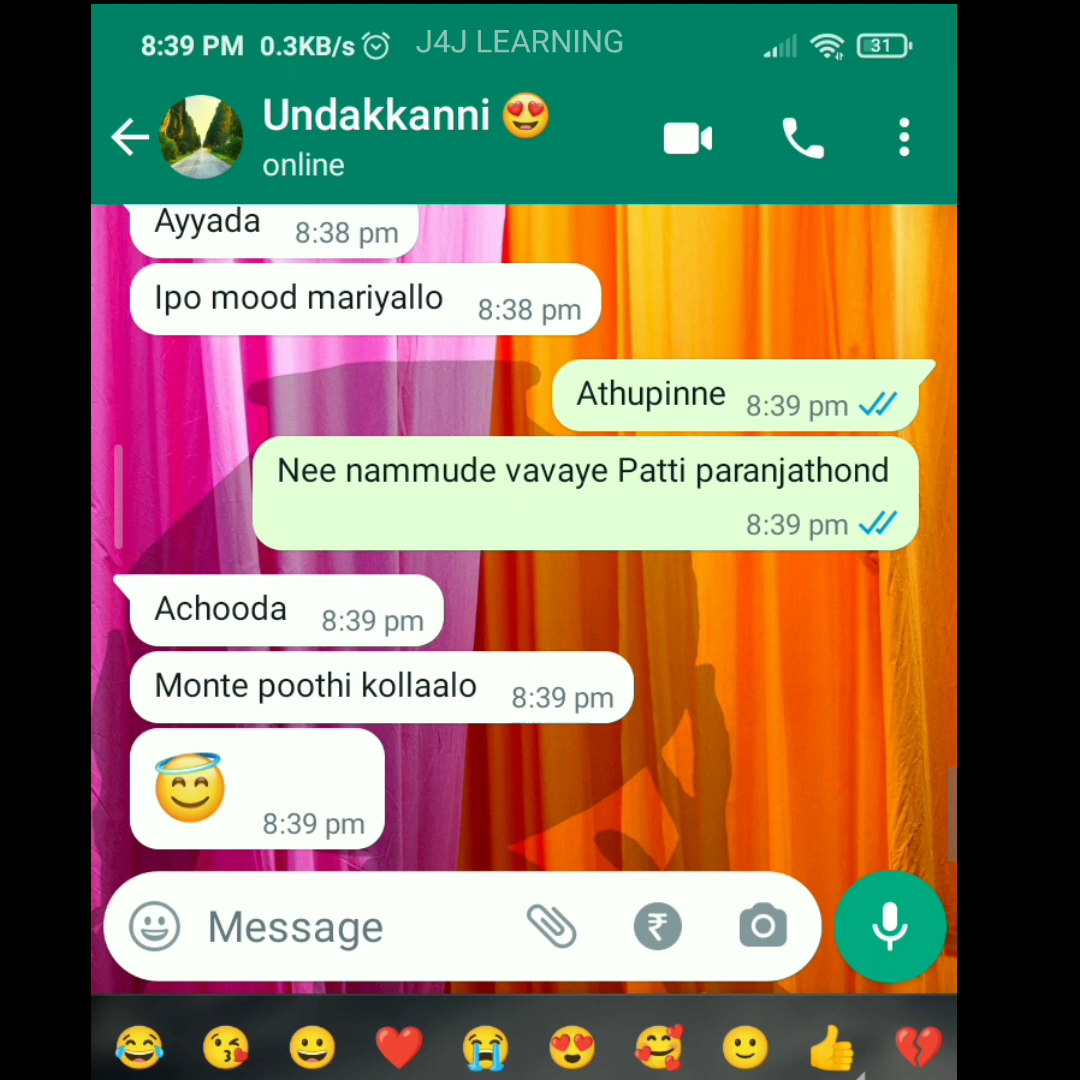 8:39 PM 0.3KB/s J4J LEARNING 31
Undakkanni 😍
online
Ayyada 8:38 pm
Ipo mood mariyallo 8:38 pm
Athupinne 8:39 pm
Nee nammude vavaye Patti paranjathond
8:39 pm
Achooda 8:39 pm
Monte poothi kollaalo 8:39 pm
😇 8:39 pm
Message
😂 😘 😀 ❤️ 😭 😍 🥰 🙂 👍 💔